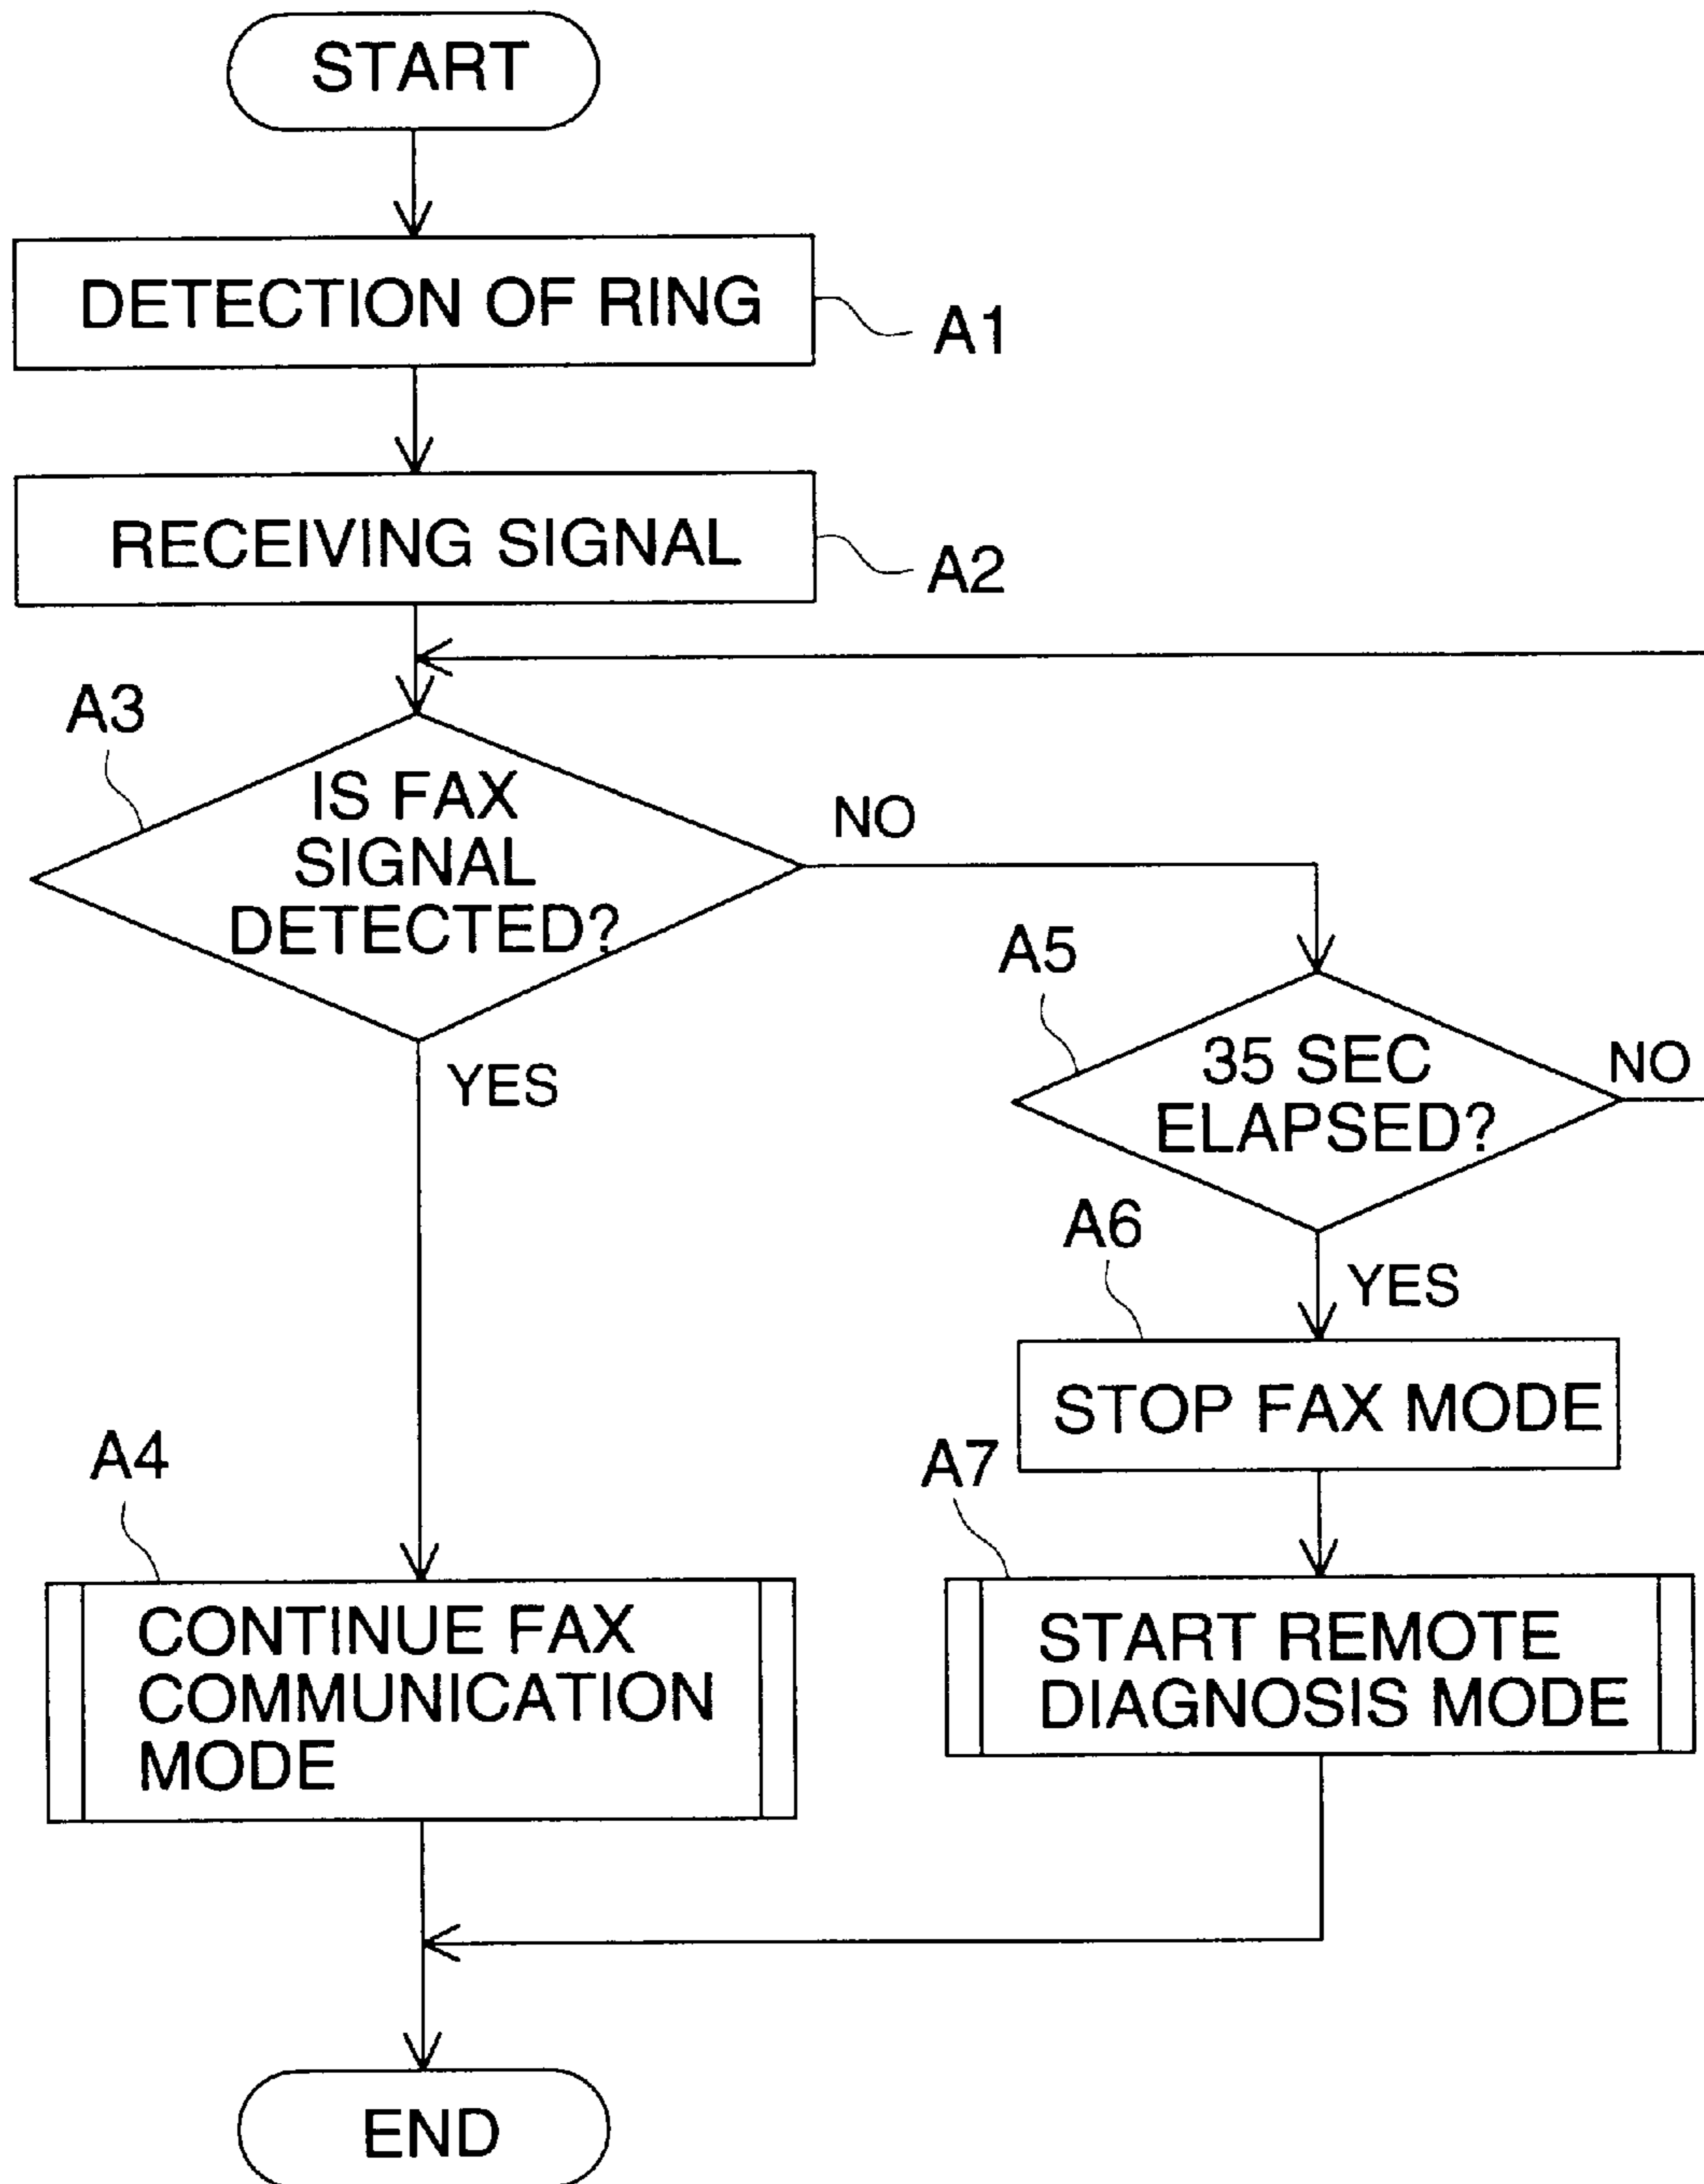 START
DETECTION OF RING
A1
RECEIVING SIGNAL
A2
A3
IS FAX
SIGNAL
DETECTED?
NO
YES
A5
35 SEC
ELAPSED?
NO
YES
A6
STOP FAX MODE
A4
CONTINUE FAX
COMMUNICATION
MODE
A7
START REMOTE
DIAGNOSIS MODE
END